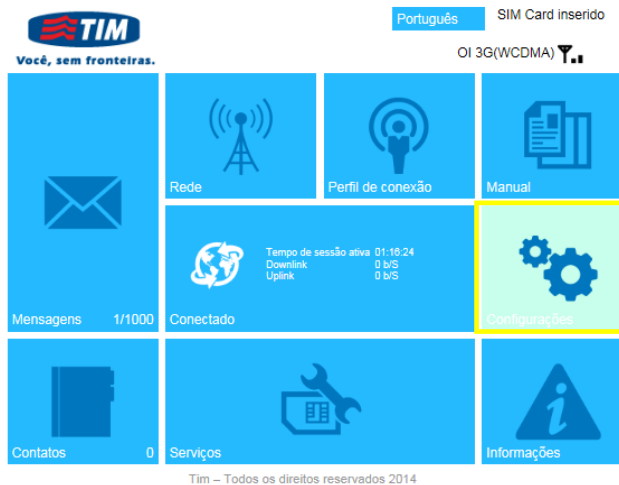 TIM
Você, sem fronteiras.
Português
SIM Card inserido
OI 3G(WCDMA)
Rede
Perfil de conexão
Manual
Tempo de sessão ativa 01:16:24
Downlink 0 b/S
Uplink 0 b/S
Mensagens 1/1000
Conectado
Configurações
Contatos 0
Serviços
Informações
Tim – Todos os direitos reservados 2014